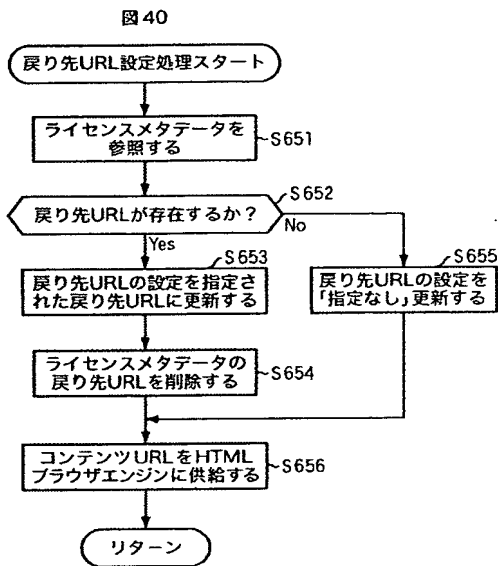 図40
戻り先URL設定処理スタート
ライセンスメタデータを
参照する
S651
戻り先URLが存在するか?
S652
Yes
No
S653
戻り先URLの設定を指定さ
れた戻り先URLに更新する
S655
戻り先URLの設定を
「指定なし」更新する
ライセンスメタデータの
戻り先URLを削除する
S654
コンテンツURLをHTML
ブラウザエンジンに供給する
S656
リターン